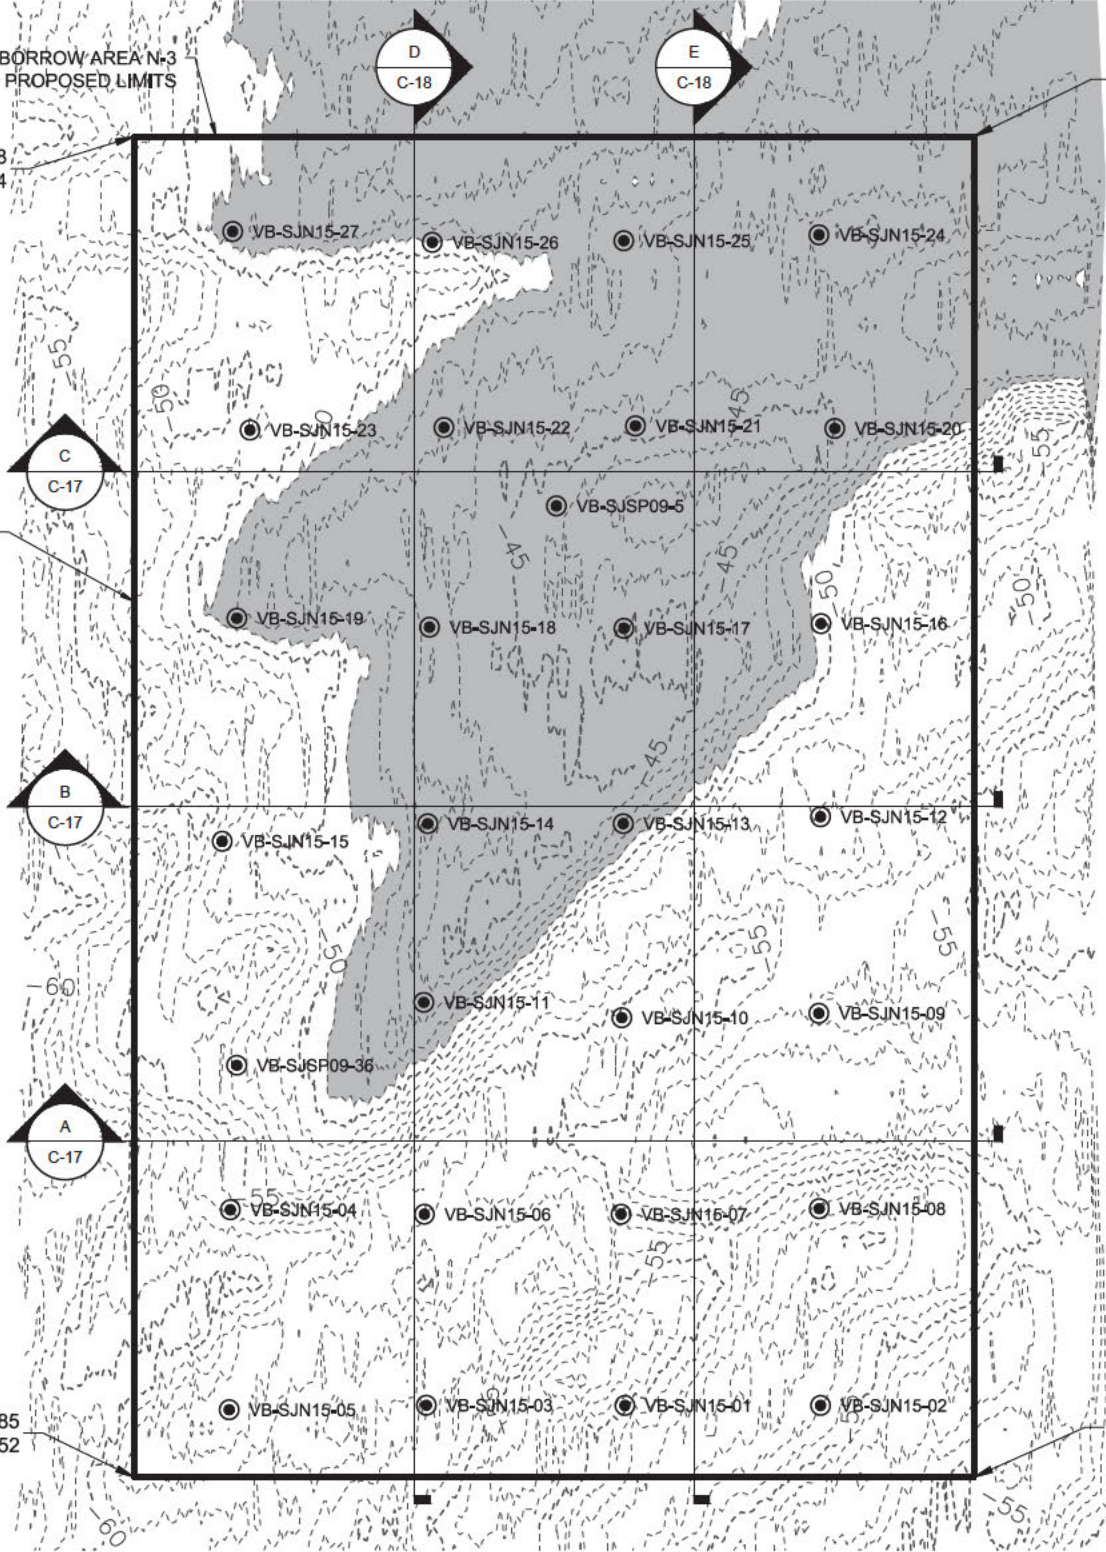 BORROW AREA N-3
PROPOSED LIMITS
D
C-18
E
C-18
8
4
VB-SJN15-27
VB-SJN15-26
VB-SJN15-25
VB-SJN15-24
-55
-50
VB-SJN15-23
VB-SJN15-22
VB-SJN15-21
-45
VB-SJN15-20
-55
C
C-17
VB-SJSP09-5
-45
-45
-50
-50
VB-SJN15-19
VB-SJN15-18
VB-SJN15-17
VB-SJN15-16
-45
B
C-17
VB-SJN15-15
VB-SJN15-14
VB-SJN15-13
VB-SJN15-12
-50
-55
-55
-60
VB-SJN15-11
VB-SJN15-10
VB-SJN15-09
VB-SJSP09-36
A
C-17
-55
VB-SJN15-04
VB-SJN15-06
VB-SJN15-07
VB-SJN15-08
-55
VB-SJN15-05
VB-SJN15-03
VB-SJN15-01
VB-SJN15-02
85
52
-60
-55